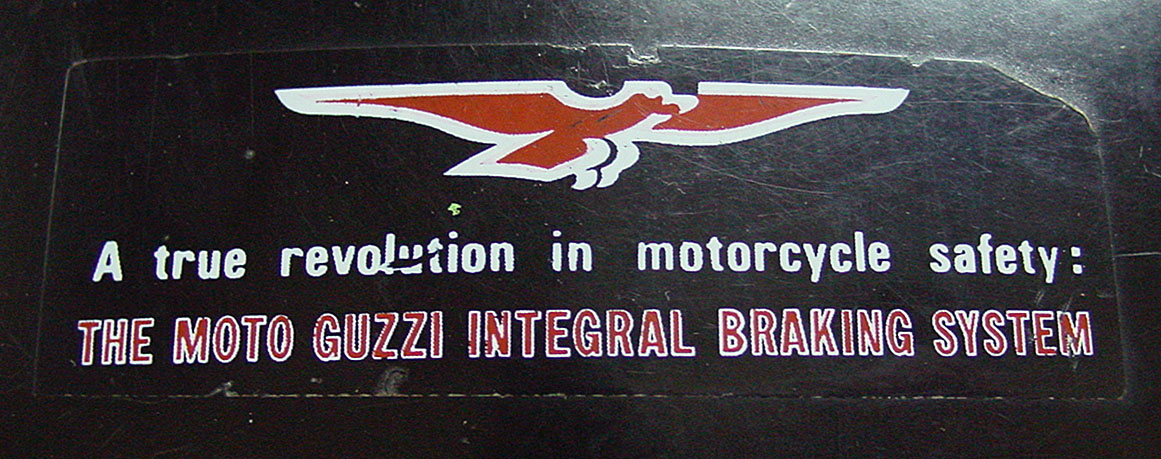 A true revolution in motorcycle safety:
THE MOTO GUZZI INTEGRAL BRAKING SYSTEM